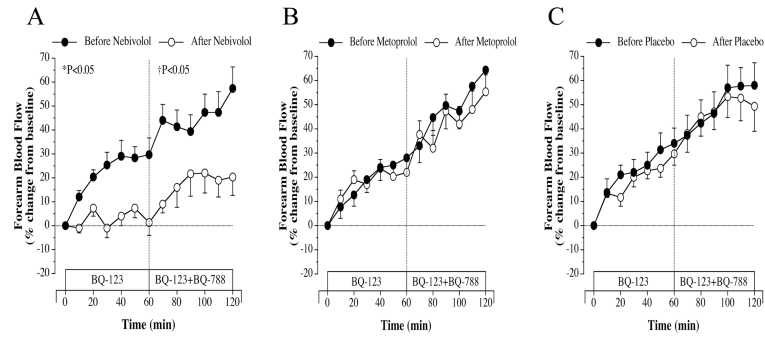 A
Before Nebivolol After Nebivolol
Forearm Blood Flow
(% change from baseline)
70
60
50
40
30
20
10
0
-10
-20
*P<0.05
†P<0.05
BQ-123
BQ-123+BQ-788
0 20 40 60 80 100 120
Time (min)
B
Before Metoprolol After Metoprolol
Forearm Blood Flow
(% change from baseline)
70
60
50
40
30
20
10
0
-10
-20
BQ-123
BQ-123+BQ-788
0 20 40 60 80 100 120
Time (min)
C
Before Placebo After Placebo
Forearm Blood Flow
(% change from baseline)
70
60
50
40
30
20
10
0
-10
-20
BQ-123
BQ-123+BQ-788
0 20 40 60 80 100 120
Time (min)